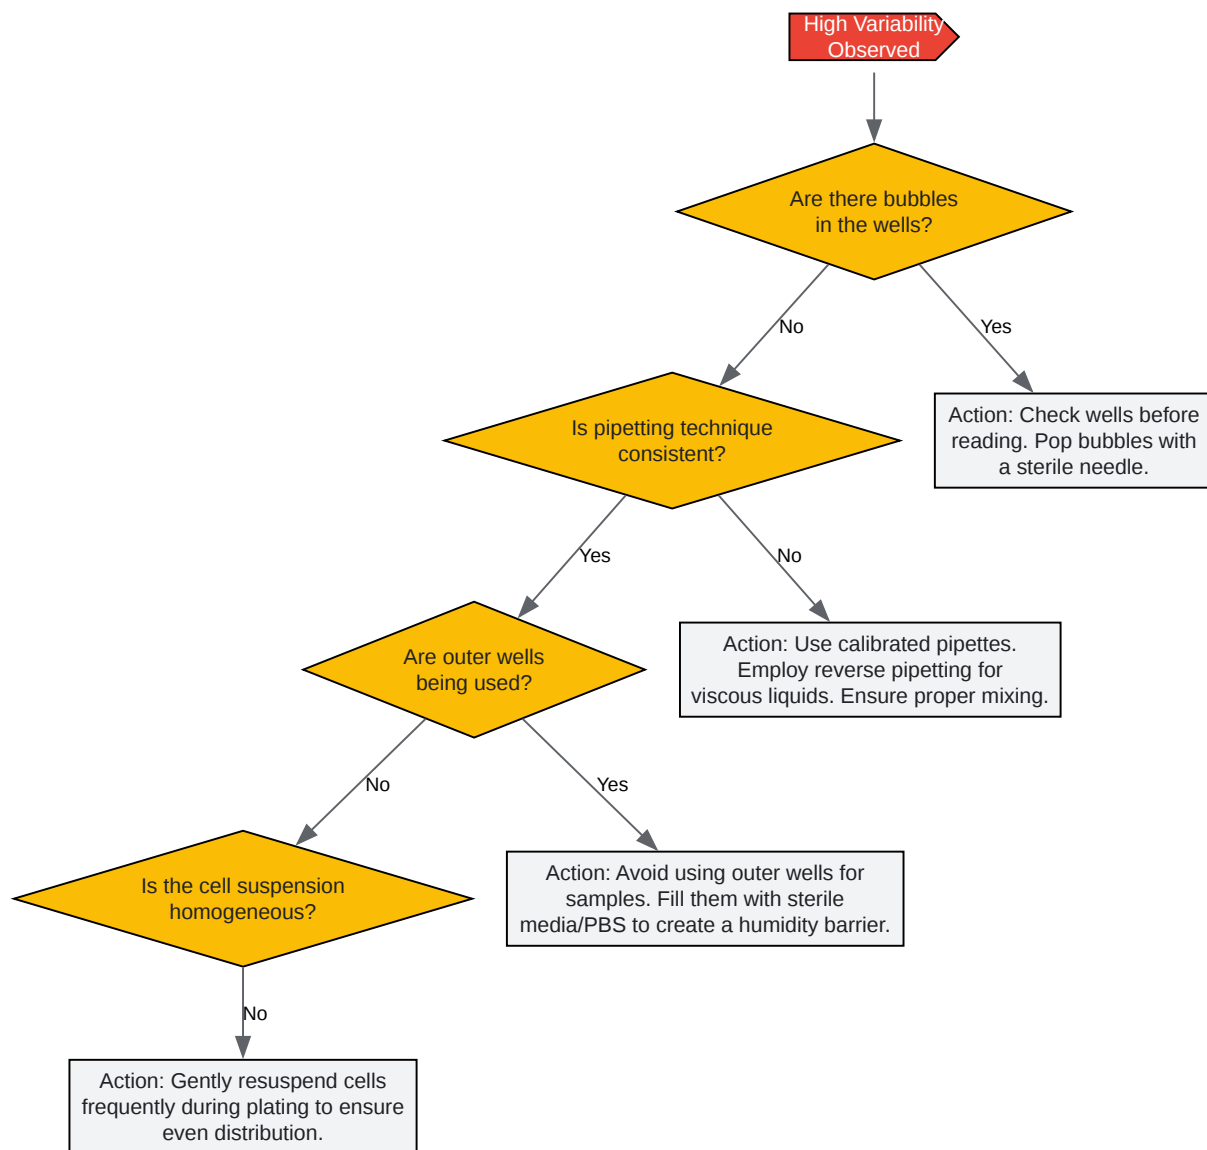 High Variability
Observed
Are there bubbles
in the wells?
No
Yes
Is pipetting technique
consistent?
Action: Check wells before
reading. Pop bubbles with
a sterile needle.
Yes
No
Are outer wells
being used?
Action: Use calibrated pipettes.
Employ reverse pipetting for
viscous liquids. Ensure proper mixing.
No
Yes
Is the cell suspension
homogeneous?
Action: Avoid using outer wells for
samples. Fill them with sterile
media/PBS to create a humidity barrier.
No
Action: Gently resuspend cells
frequently during plating to ensure
even distribution.